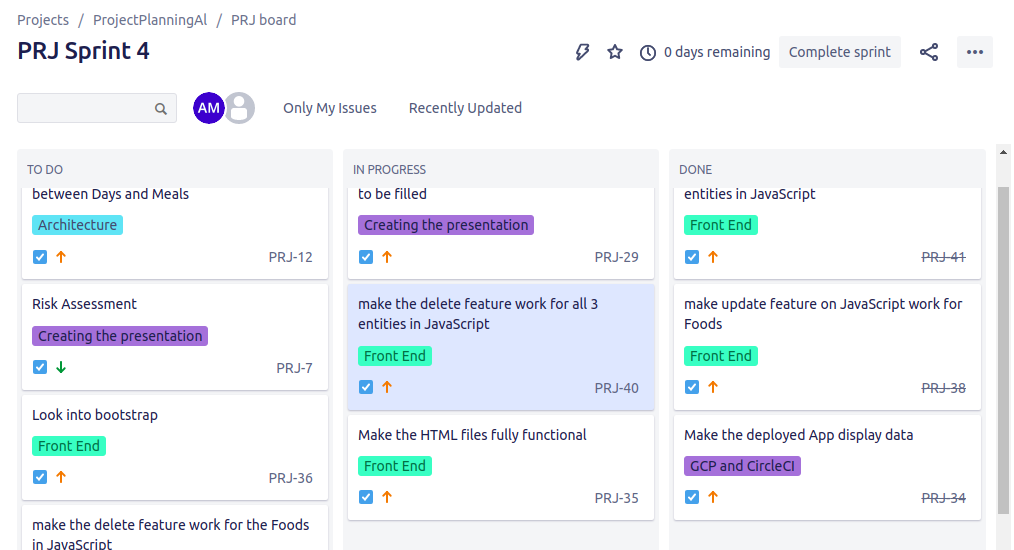 Projects / ProjectPlanningAl / PRJ board
PRJ Sprint 4
0 days remaining
Complete sprint
AM
Only My Issues
Recently Updated
TO DO
between Days and Meals
Architecture
PRJ-12
Risk Assessment
Creating the presentation
PRJ-7
Look into bootstrap
Front End
PRJ-36
make the delete feature work for the Foods
in JavaScript
IN PROGRESS
to be filled
Creating the presentation
PRJ-29
make the delete feature work for all 3
entities in JavaScript
Front End
PRJ-40
Make the HTML files fully functional
Front End
PRJ-35
DONE
entities in JavaScript
Front End
PRJ-41
make update feature on JavaScript work for
Foods
Front End
PRJ-38
Make the deployed App display data
GCP and CircleCI
PRJ-34